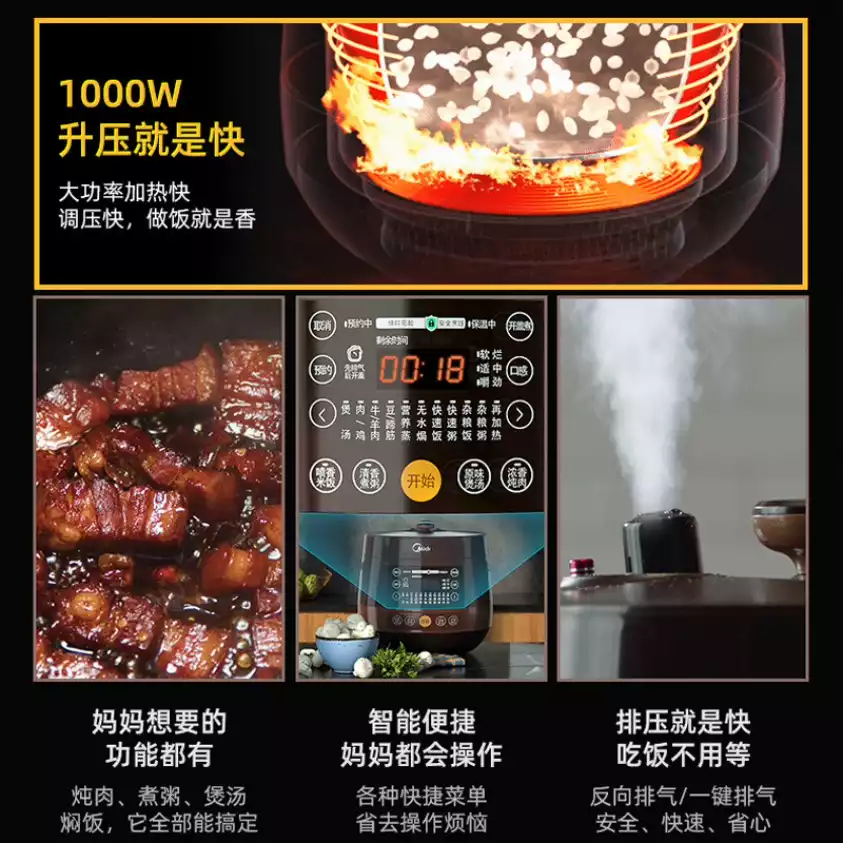 1000W
升压就是快
大功率加热快
调压快，做饭就是香
取消
预约中
安全煮锁
保温中
开盖煮
剩余时间
预约
先排气
后开盖
00:18
软 烂
适 中
嚼 劲
口感
煲汤
肉/鸡
牛/羊肉
豆/蹄筋
营养蒸
无水焗
快速饭
快速粥
杂粮饭
杂粮粥
再加热
喷香
米饭
清香
煮粥
开始
原味
煲汤
浓香
炖肉
Midea
妈妈想要的
功能都有
炖肉、煮粥、煲汤
焖饭，它全部能搞定
智能便捷
妈妈都会操作
各种快捷菜单
省去操作烦恼
排压就是快
吃饭不用等
反向排气/一键排气
安全、快速、省心